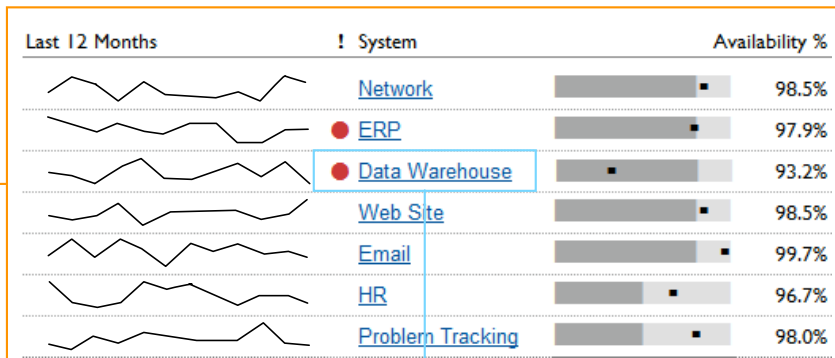 Last 12 Months ! System Availability %
Network 98.5%
ERP 97.9%
Data Warehouse 93.2%
Web Site 98.5%
Email 99.7%
HR 96.7%
Problem Tracking 98.0%